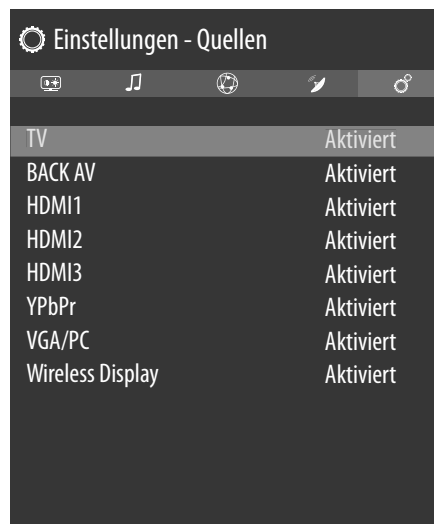 Einstellungen - Quellen
TV Aktiviert
BACK AV Aktiviert
HDMI1 Aktiviert
HDMI2 Aktiviert
HDMI3 Aktiviert
YPbPr Aktiviert
VGA/PC Aktiviert
Wireless Display Aktiviert